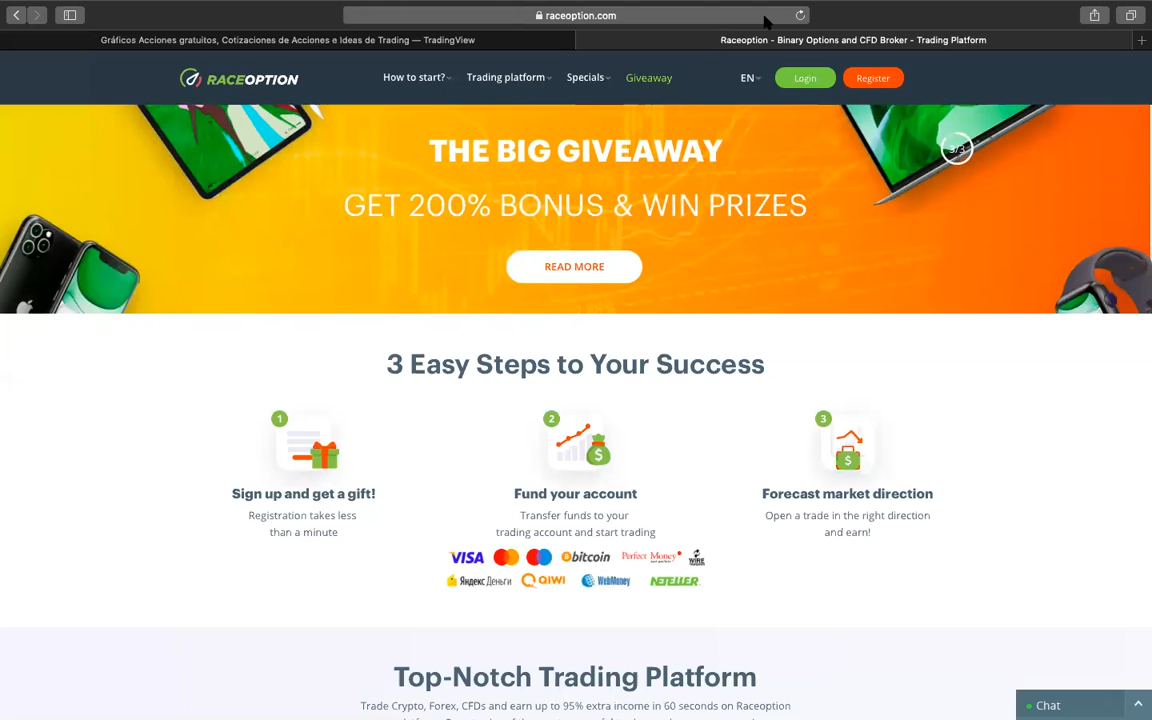 raceoption.com
Gráficos Acciones gratuitos, Cotizaciones de Acciones e Ideas de Trading — TradingView
Raceoption - Binary Options and CFD Broker - Trading Platform
RACEOPTION
How to start?
Trading platform
Specials
Giveaway
EN
Login
Register
THE BIG GIVEAWAY
3/3
GET 200% BONUS & WIN PRIZES
READ MORE
3 Easy Steps to Your Success
1
2
3
$
$
Sign up and get a gift!
Fund your account
Forecast market direction
Registration takes less
than a minute
Transfer funds to your
trading account and start trading
Open a trade in the right direction
and earn!
VISA
bitcoin
Perfect Money
WIRE
Яндекс Деньги
QIWI
WebMoney
NETELLER
Top-Notch Trading Platform
Trade Crypto, Forex, CFDs and earn up to 95% extra income in 60 seconds on Raceoption
Chat